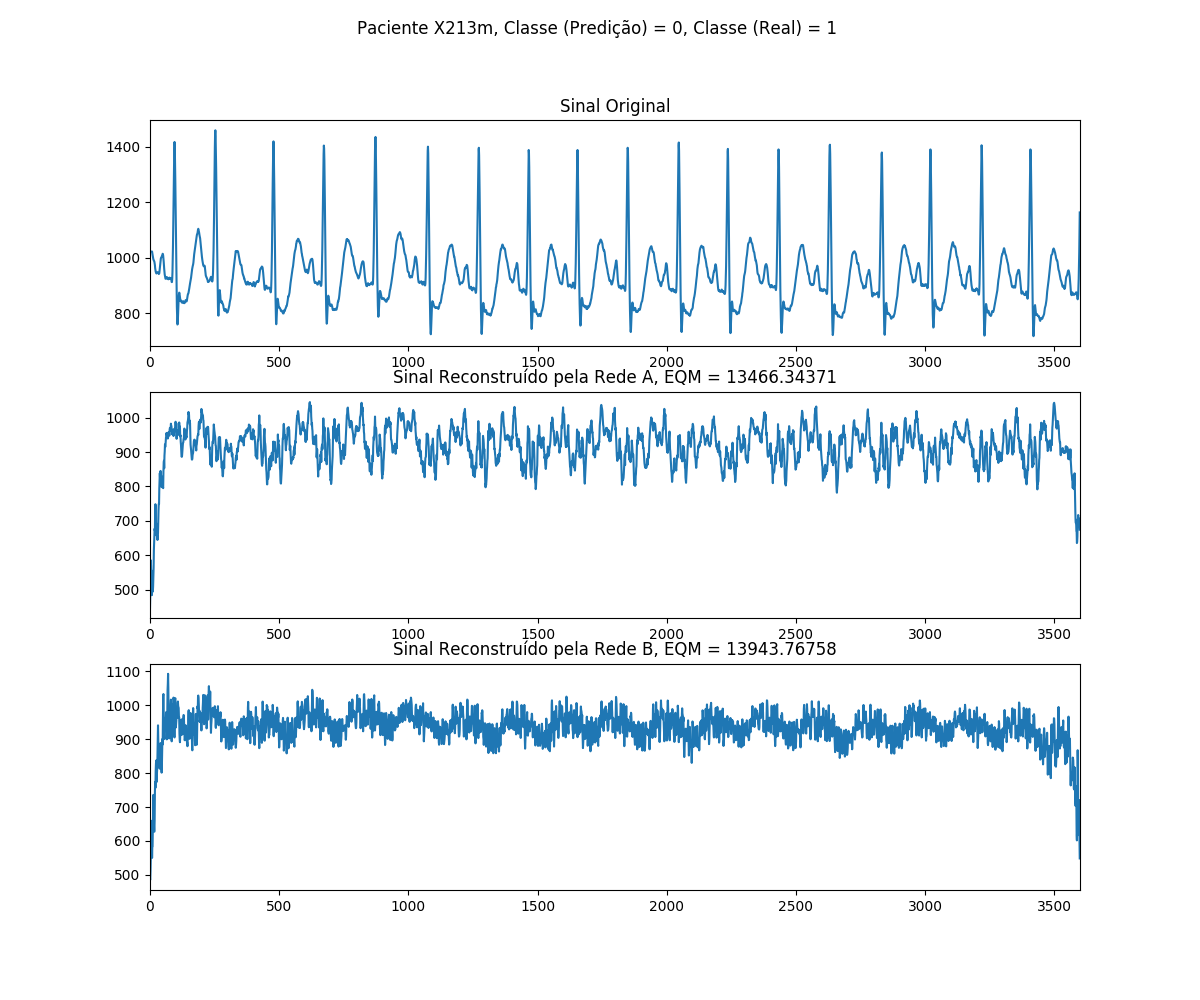 Paciente X213m, Classe (Predição) = 0, Classe (Real) = 1
Sinal Original
1400
1200
1000
800
0 500 1000 1500 2000 2500 3000 3500
Sinal Reconstruído pela Rede A, EQM = 13466.34371
1000
900
800
700
600
500
0 500 1000 1500 2000 2500 3000 3500
Sinal Reconstruído pela Rede B, EQM = 13943.76758
1100
1000
900
800
700
600
500
0 500 1000 1500 2000 2500 3000 3500